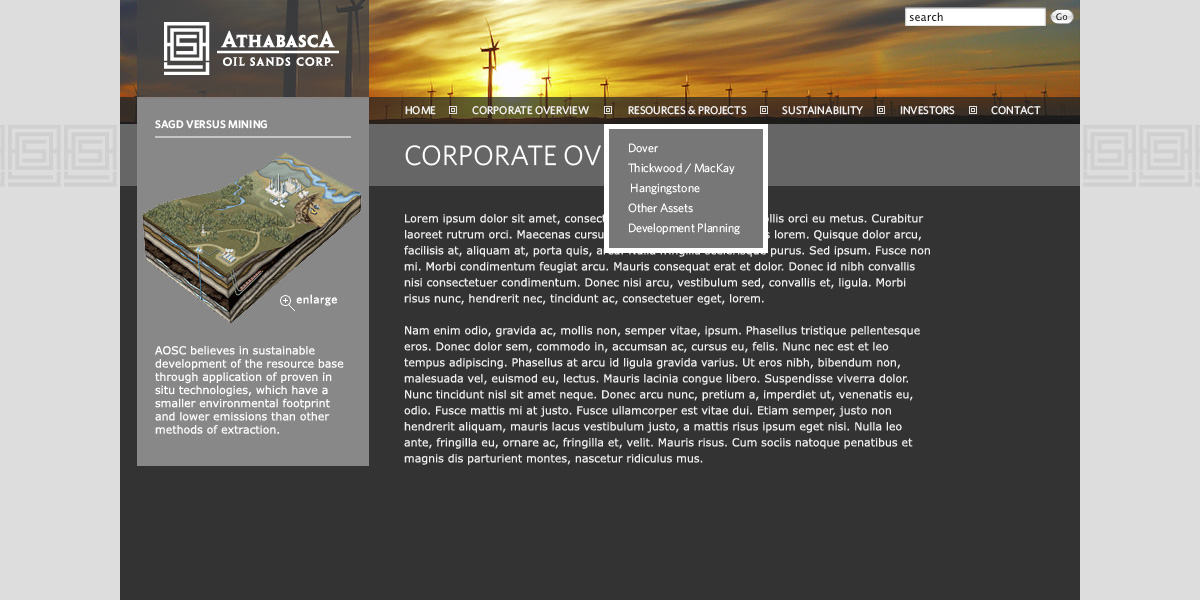 search
Go
ATHABASCA
OIL SANDS CORP.
HOME
CORPORATE OVERVIEW
RESOURCES & PROJECTS
SUSTAINABILITY
INVESTORS
CONTACT
SAGD VERSUS MINING
enlarge
AOSC believes in sustainable
development of the resource base
through application of proven in
situ technologies, which have a
smaller environmental footprint
and lower emissions than other
methods of extraction.
CORPORATE OV
Dover
Thickwood / MacKay
Hangingstone
Other Assets
Development Planning
Lorem ipsum dolor sit amet, consect ollis orci eu metus. Curabitur
laoreet rutrum orci. Maecenas cursu s lorem. Quisque dolor arcu,
facilisis at, aliquam at, porta quis, purus. Sed ipsum. Fusce non
mi. Morbi condimentum feugiat arcu. Mauris consequat erat et dolor. Donec id nibh convallis
nisi consectetuer condimentum. Donec nisi arcu, vestibulum sed, convallis et, ligula. Morbi
risus nunc, hendrerit nec, tincidunt ac, consectetuer eget, lorem.
Nam enim odio, gravida ac, mollis non, semper vitae, ipsum. Phasellus tristique pellentesque
eros. Donec dolor sem, commodo in, accumsan ac, cursus eu, felis. Nunc nec est et leo
tempus adipiscing. Phasellus at arcu id ligula gravida varius. Ut eros nibh, bibendum non,
malesuada vel, euismod eu, lectus. Mauris lacinia congue libero. Suspendisse viverra dolor.
Nunc tincidunt nisl sit amet neque. Donec arcu nunc, pretium a, imperdiet ut, venenatis eu,
odio. Fusce mattis mi at justo. Fusce ullamcorper est vitae dui. Etiam semper, justo non
hendrerit aliquam, mauris lacus vestibulum justo, a mattis risus ipsum eget nisi. Nulla leo
ante, fringilla eu, ornare ac, fringilla et, velit. Mauris risus. Cum sociis natoque penatibus et
magnis dis parturient montes, nascetur ridiculus mus.